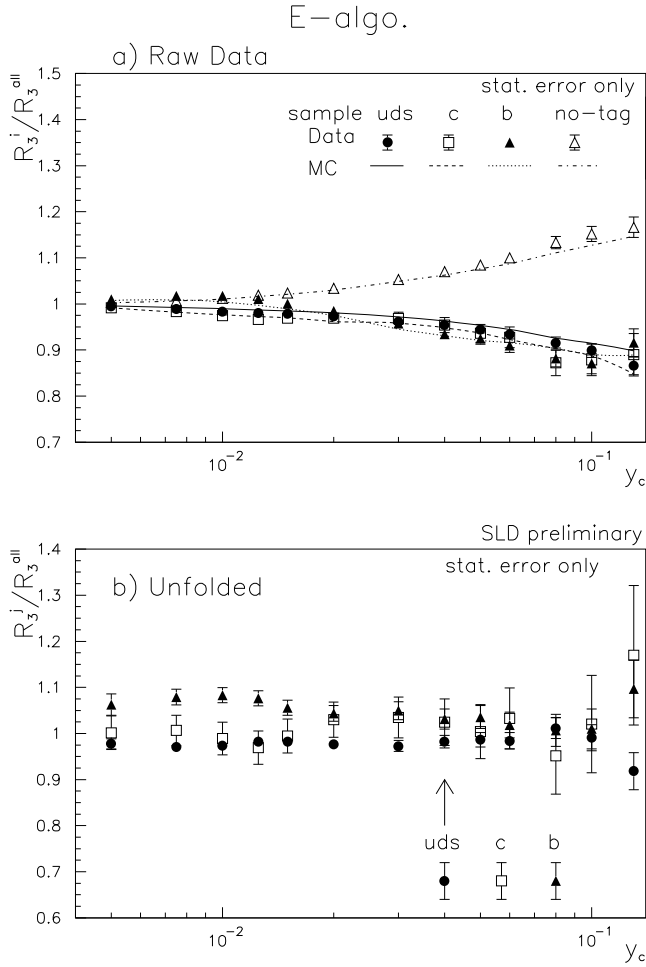 E-algo.
a) Raw Data
R₃ⁱ/R₃ᵃˡˡ
1.5
1.4
1.3
1.2
1.1
1
0.9
0.8
0.7
stat. error only
sample uds c b no-tag
Data
MC
10⁻² 10⁻¹
y_c
SLD preliminary
R₃ʲ/R₃ᵃˡˡ
1.4
1.3
1.2
1.1
1
0.9
0.8
0.7
0.6
stat. error only
b) Unfolded
uds c b
10⁻² 10⁻¹
y_c